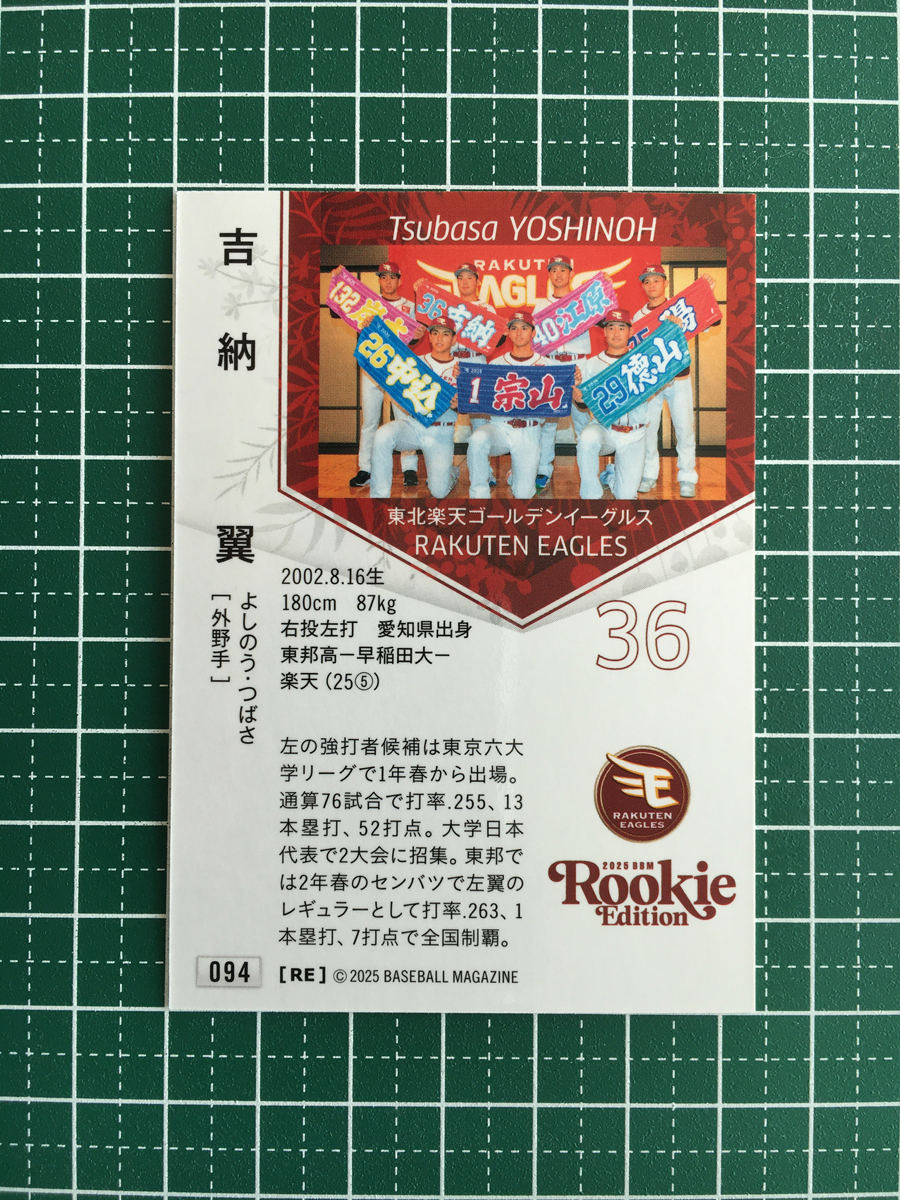 吉納翼
よしのう・つばさ
［外野手］
Tsubasa YOSHINOH
RAKUTEN
EAGL
36吉納
40江原
26中込
1 宗山
29徳山
東北楽天ゴールデンイーグルス
RAKUTEN EAGLES
2002.8.16生
180cm 87kg
右投左打 愛知県出身
東邦高ー早稲田大ー
楽天（25⑤）
36
左の強打者候補は東京六大
学リーグで1年春から出場。
通算76試合で打率.255、13
本塁打、52打点。大学日本
代表で2大会に招集。東邦で
は2年春のセンバツで左翼の
レギュラーとして打率.263、1
本塁打、7打点で全国制覇。
RAKUTEN
EAGLES
2025 BBM
Rookie
Edition
094
[RE] © 2025 BASEBALL MAGAZINE